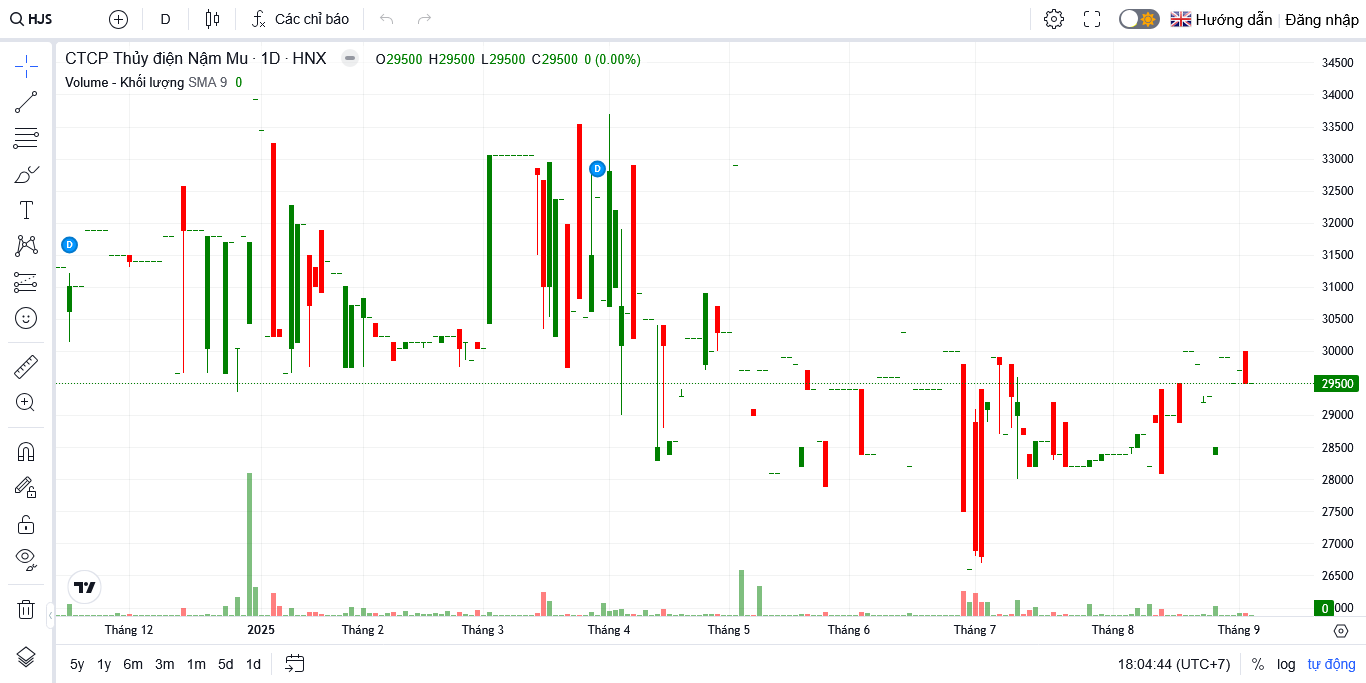 HJS D Các chỉ báo Hướng dẫn Đăng nhập
CTCP Thủy điện Nậm Mu · 1D · HNX O29500 H29500 L29500 C29500 0 (0.00%)
Volume - Khối lượng SMA 9 0
34500
34000
33500
33000
32500
32000
31500
31000
30500
30000
29500
29000
28500
28000
27500
27000
26500
0
000
D
D
Tháng 12 2025 Tháng 2 Tháng 3 Tháng 4 Tháng 5 Tháng 6 Tháng 7 Tháng 8 Tháng 9
5y 1y 6m 3m 1m 5d 1d 18:04:44 (UTC+7) % log tự động